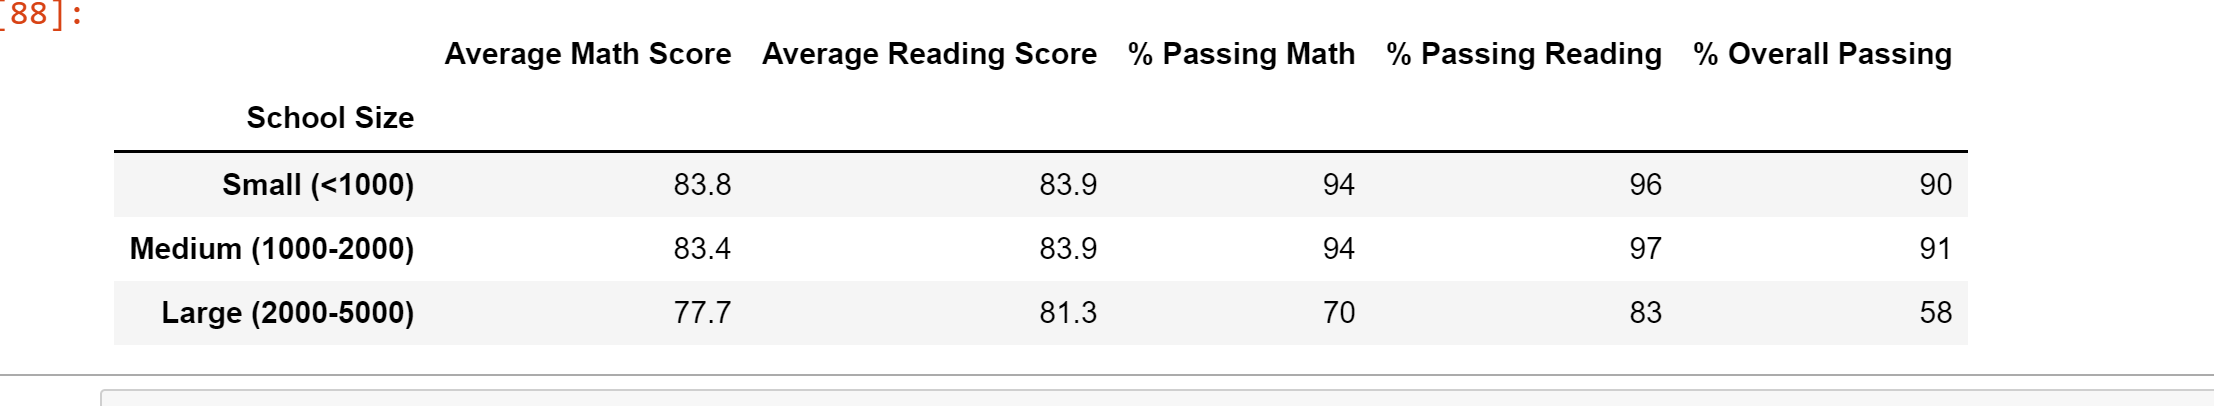 [88]:
Average Math Score Average Reading Score % Passing Math % Passing Reading % Overall Passing
School Size
Small (<1000) 83.8 83.9 94 96 90
Medium (1000-2000) 83.4 83.9 94 97 91
Large (2000-5000) 77.7 81.3 70 83 58